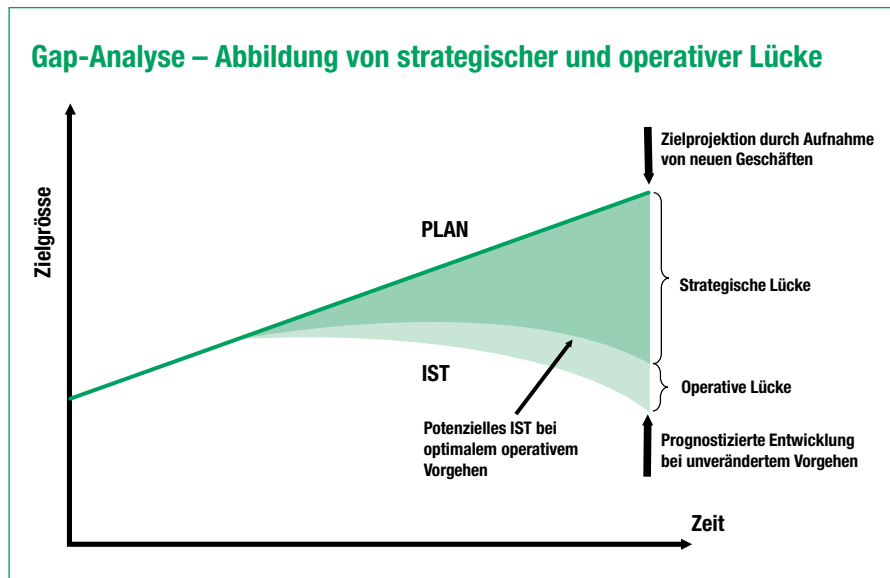 Gap-Analyse – Abbildung von strategischer und operativer Lücke
Zielgrösse
Zielprojektion durch Aufnahme
von neuen Geschäften
PLAN
Strategische Lücke
IST
Operative Lücke
Potenzielles IST bei
optimalem operativem
Vorgehen
Prognostizierte Entwicklung
bei unverändertem Vorgehen
Zeit